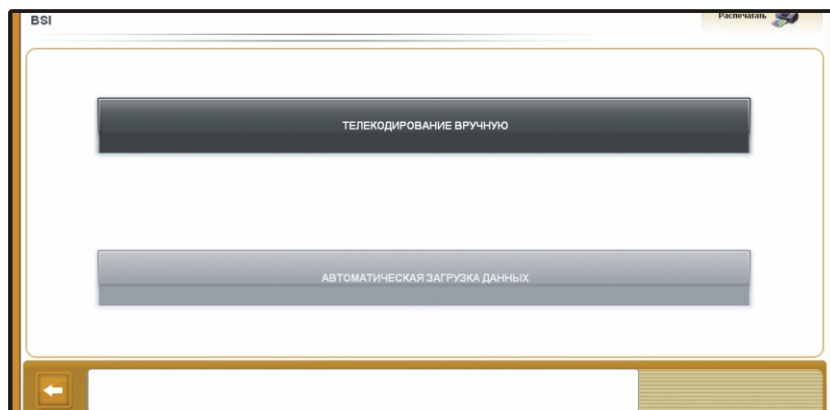 BSI
Распечатать
ТЕЛЕКОДИРОВАНИЕ ВРУЧНУЮ
АВТОМАТИЧЕСКАЯ ЗАГРУЗКА ДАННЫХ